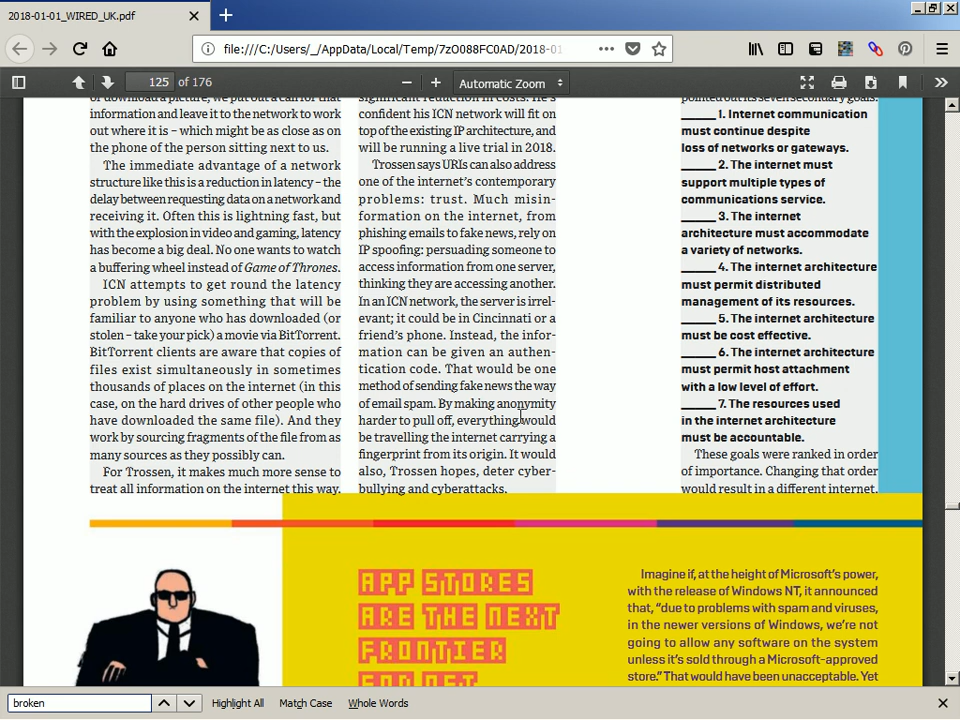 2018-01-01_WIRED_UK.pdf
file:///C:/Users/_/AppData/Local/Temp/7zO088FC0AD/2018-01
125 of 176
Automatic Zoom
or download a picture, we put out a call for that
information and leave it to the network to work
out where it is – which might be as close as on
the phone of the person sitting next to us.
The immediate advantage of a network
structure like this is a reduction in latency – the
delay between requesting data on a network and
receiving it. Often this is lightning fast, but
with the explosion in video and gaming, latency
has become a big deal. No one wants to watch
a buffering wheel instead of Game of Thrones.
ICN attempts to get round the latency
problem by using something that will be
familiar to anyone who has downloaded (or
stolen – take your pick) a movie via BitTorrent.
BitTorrent clients are aware that copies of
files exist simultaneously in sometimes
thousands of places on the internet (in this
case, on the hard drives of other people who
have downloaded the same file). And they
work by sourcing fragments of the file from as
many sources as they possibly can.
For Trossen, it makes much more sense to
treat all information on the internet this way.
significant reduction in costs. He's
confident his ICN network will fit on
top of the existing IP architecture, and
will be running a live trial in 2018.
Trossen says URIs can also address
one of the internet's contemporary
problems: trust. Much misin-
formation on the internet, from
phishing emails to fake news, rely on
IP spoofing: persuading someone to
access information from one server,
thinking they are accessing another.
In an ICN network, the server is irrel-
evant; it could be in Cincinnati or a
friend's phone. Instead, the infor-
mation can be given an authen-
tication code. That would be one
method of sending fake news the way
of email spam. By making anonymity
harder to pull off, everything would
be travelling the internet carrying a
fingerprint from its origin. It would
also, Trossen hopes, deter cyber-
bullying and cyberattacks.
pointed out its seven secondary goals:
_____ 1. Internet communication
must continue despite
loss of networks or gateways.
_____ 2. The internet must
support multiple types of
communications service.
_____ 3. The internet
architecture must accommodate
a variety of networks.
_____ 4. The internet architecture
must permit distributed
management of its resources.
_____ 5. The internet architecture
must be cost effective.
_____ 6. The internet architecture
must permit host attachment
with a low level of effort.
_____ 7. The resources used
in the internet architecture
must be accountable.
These goals were ranked in order
of importance. Changing that order
would result in a different internet.
APP STORES
ARE THE NEXT
FRONTIER
FOR NET
Imagine if, at the height of Microsoft's power,
with the release of Windows NT, it announced
that, "due to problems with spam and viruses,
in the newer versions of Windows, we're not
going to allow any software on the system
unless it's sold through a Microsoft-approved
store." That would have been unacceptable. Yet
broken
Highlight All
Match Case
Whole Words